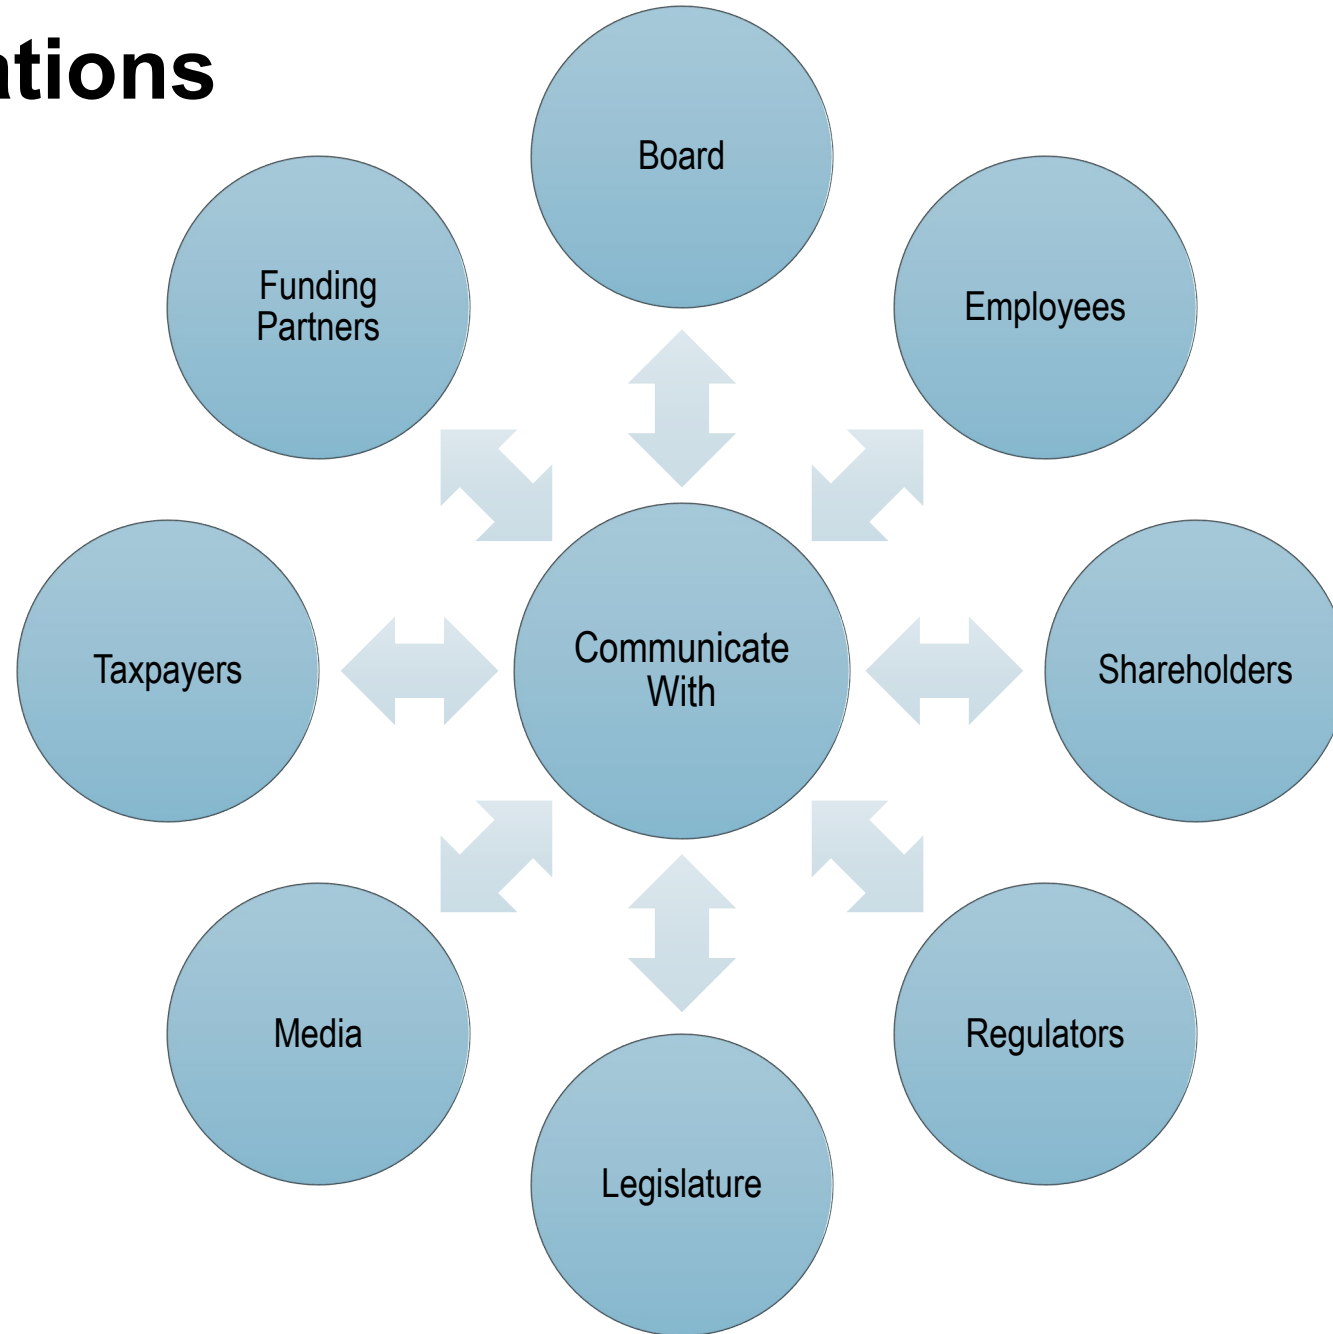 ations
Board
Funding
Partners
Employees
Communicate
With
Taxpayers
Shareholders
Media
Regulators
Legislature